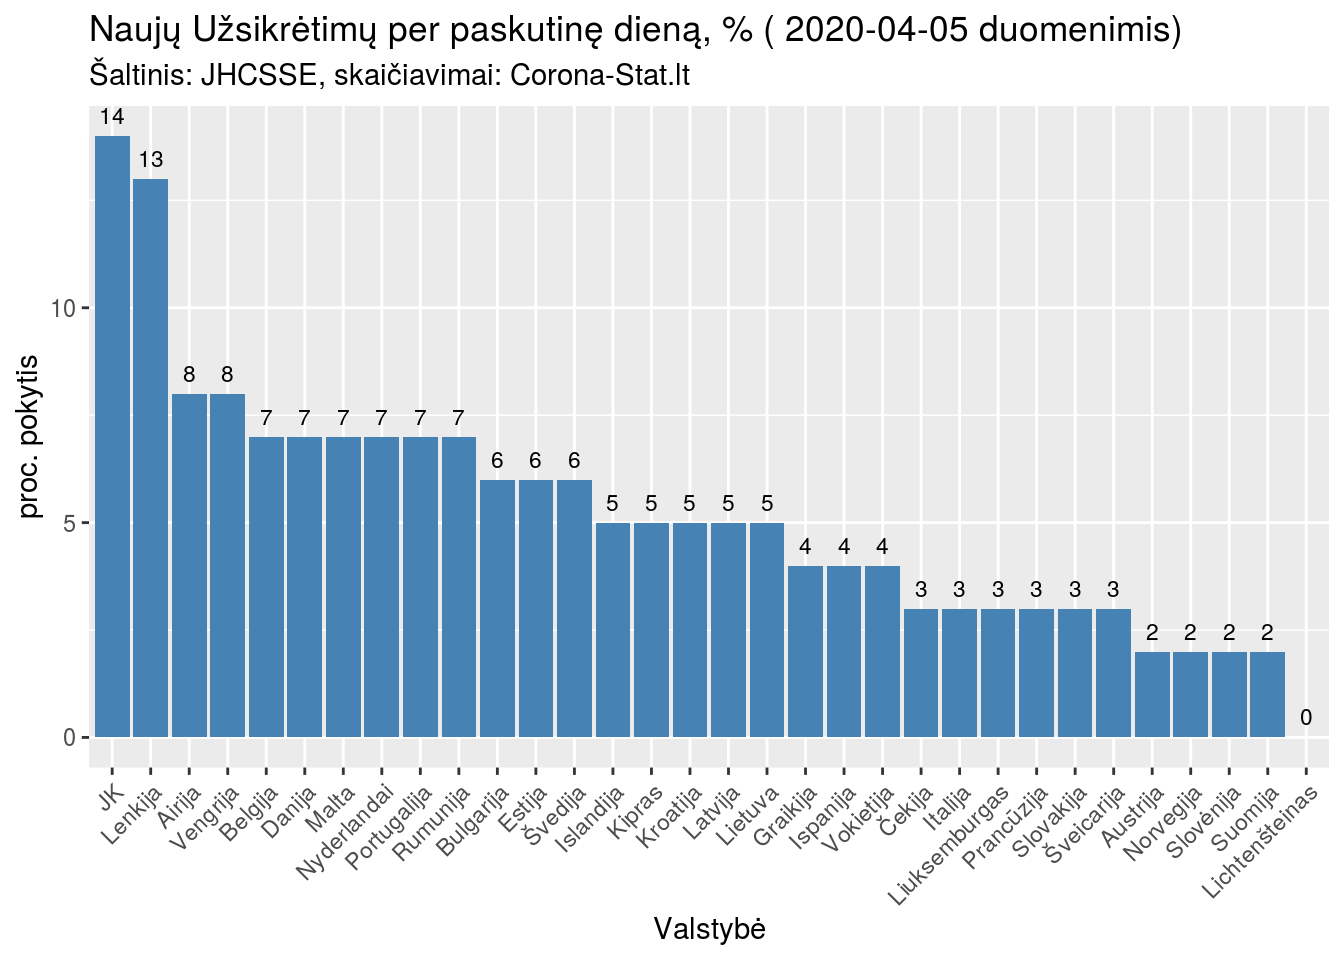 Naujų Užsikrėtimų per paskutinę dieną, % ( 2020-04-05 duomenimis)
Šaltinis: JHCSSE, skaičiavimai: Corona-Stat.lt
proc. pokytis
10
5
0
14
13
8
8
7
7
7
7
7
7
6
6
6
5
5
5
5
5
4
4
4
3
3
3
3
3
3
2
2
2
2
0
JK
Lenkija
Airija
Vengrija
Belgija
Danija
Malta
Nyderlandai
Portugalija
Rumunija
Bulgarija
Estija
Švedija
Islandija
Kipras
Kroatija
Latvija
Lietuva
Graikija
Ispanija
Vokietija
Čekija
Italija
Liuksemburgas
Prancūzija
Slovakija
Šveicarija
Austrija
Norvegija
Slovėnija
Suomija
Lichtenšteinas
Valstybė